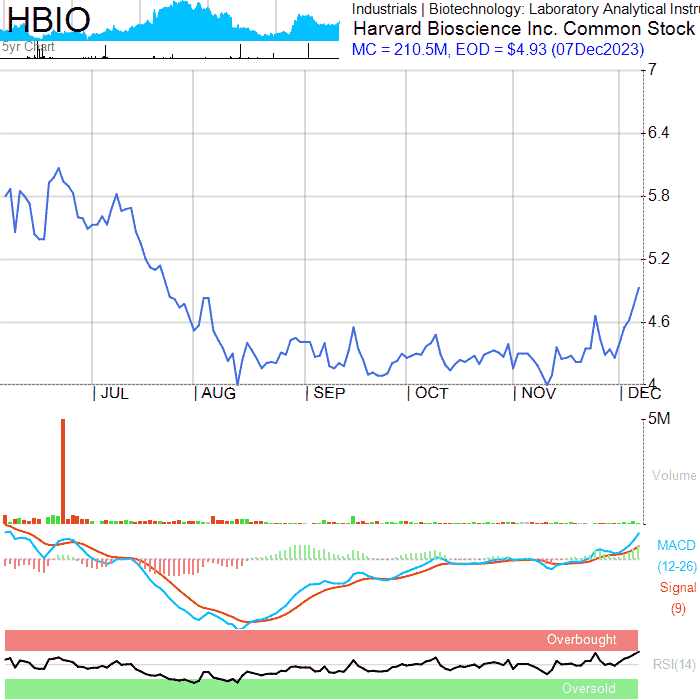 HBIO
5yr Chart
Industrials | Biotechnology: Laboratory Analytical Instru
Harvard Bioscience Inc. Common Stock
MC = 210.5M, EOD = $4.93 (07Dec2023)
7
6.4
5.8
5.2
4.6
4
JUL AUG SEP OCT NOV DEC
5M
Volume
MACD
(12-26)
Signal
(9)
Overbought
RSI(14)
Oversold